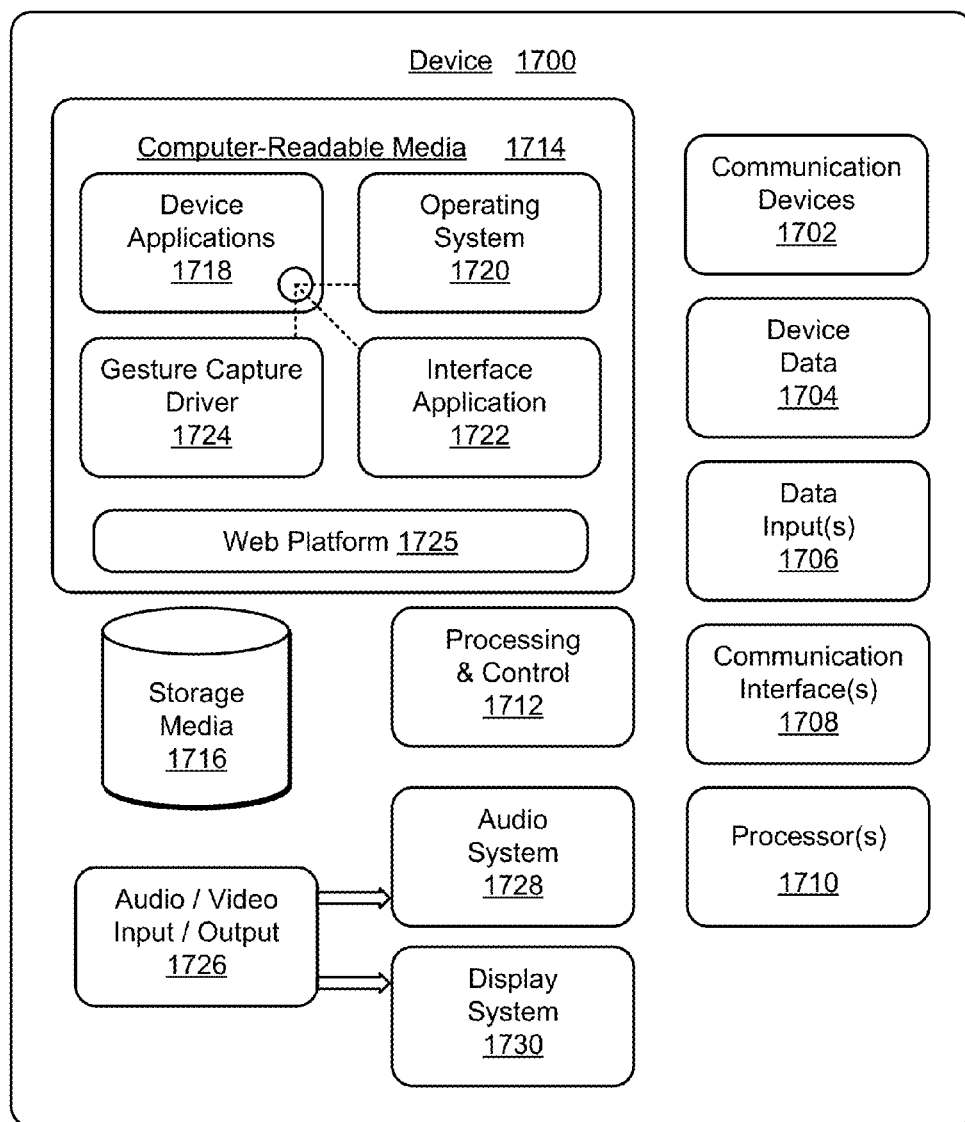 Device 1700
Computer-Readable Media 1714
Device
Applications
1718
Operating
System
1720
Gesture Capture
Driver
1724
Interface
Application
1722
Web Platform 1725
Storage
Media
1716
Processing
& Control
1712
Audio / Video
Input / Output
1726
Audio
System
1728
Display
System
1730
Communication
Devices
1702
Device
Data
1704
Data
Input(s)
1706
Communication
Interface(s)
1708
Processor(s)
1710